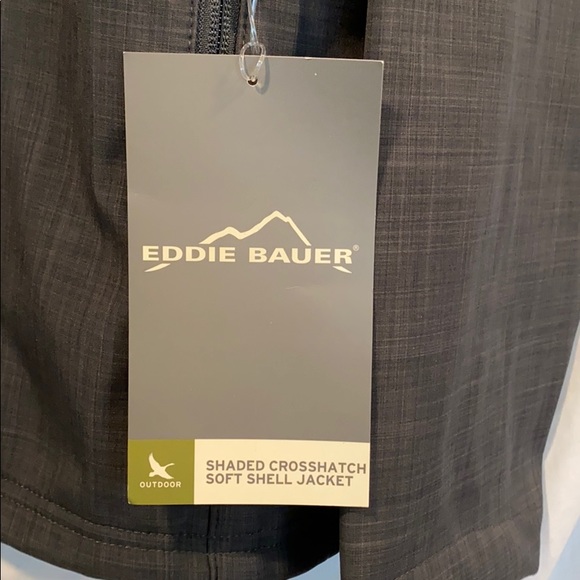 EDDIE BAUER®
OUTDOOR
SHADED CROSSHATCH
SOFT SHELL JACKET